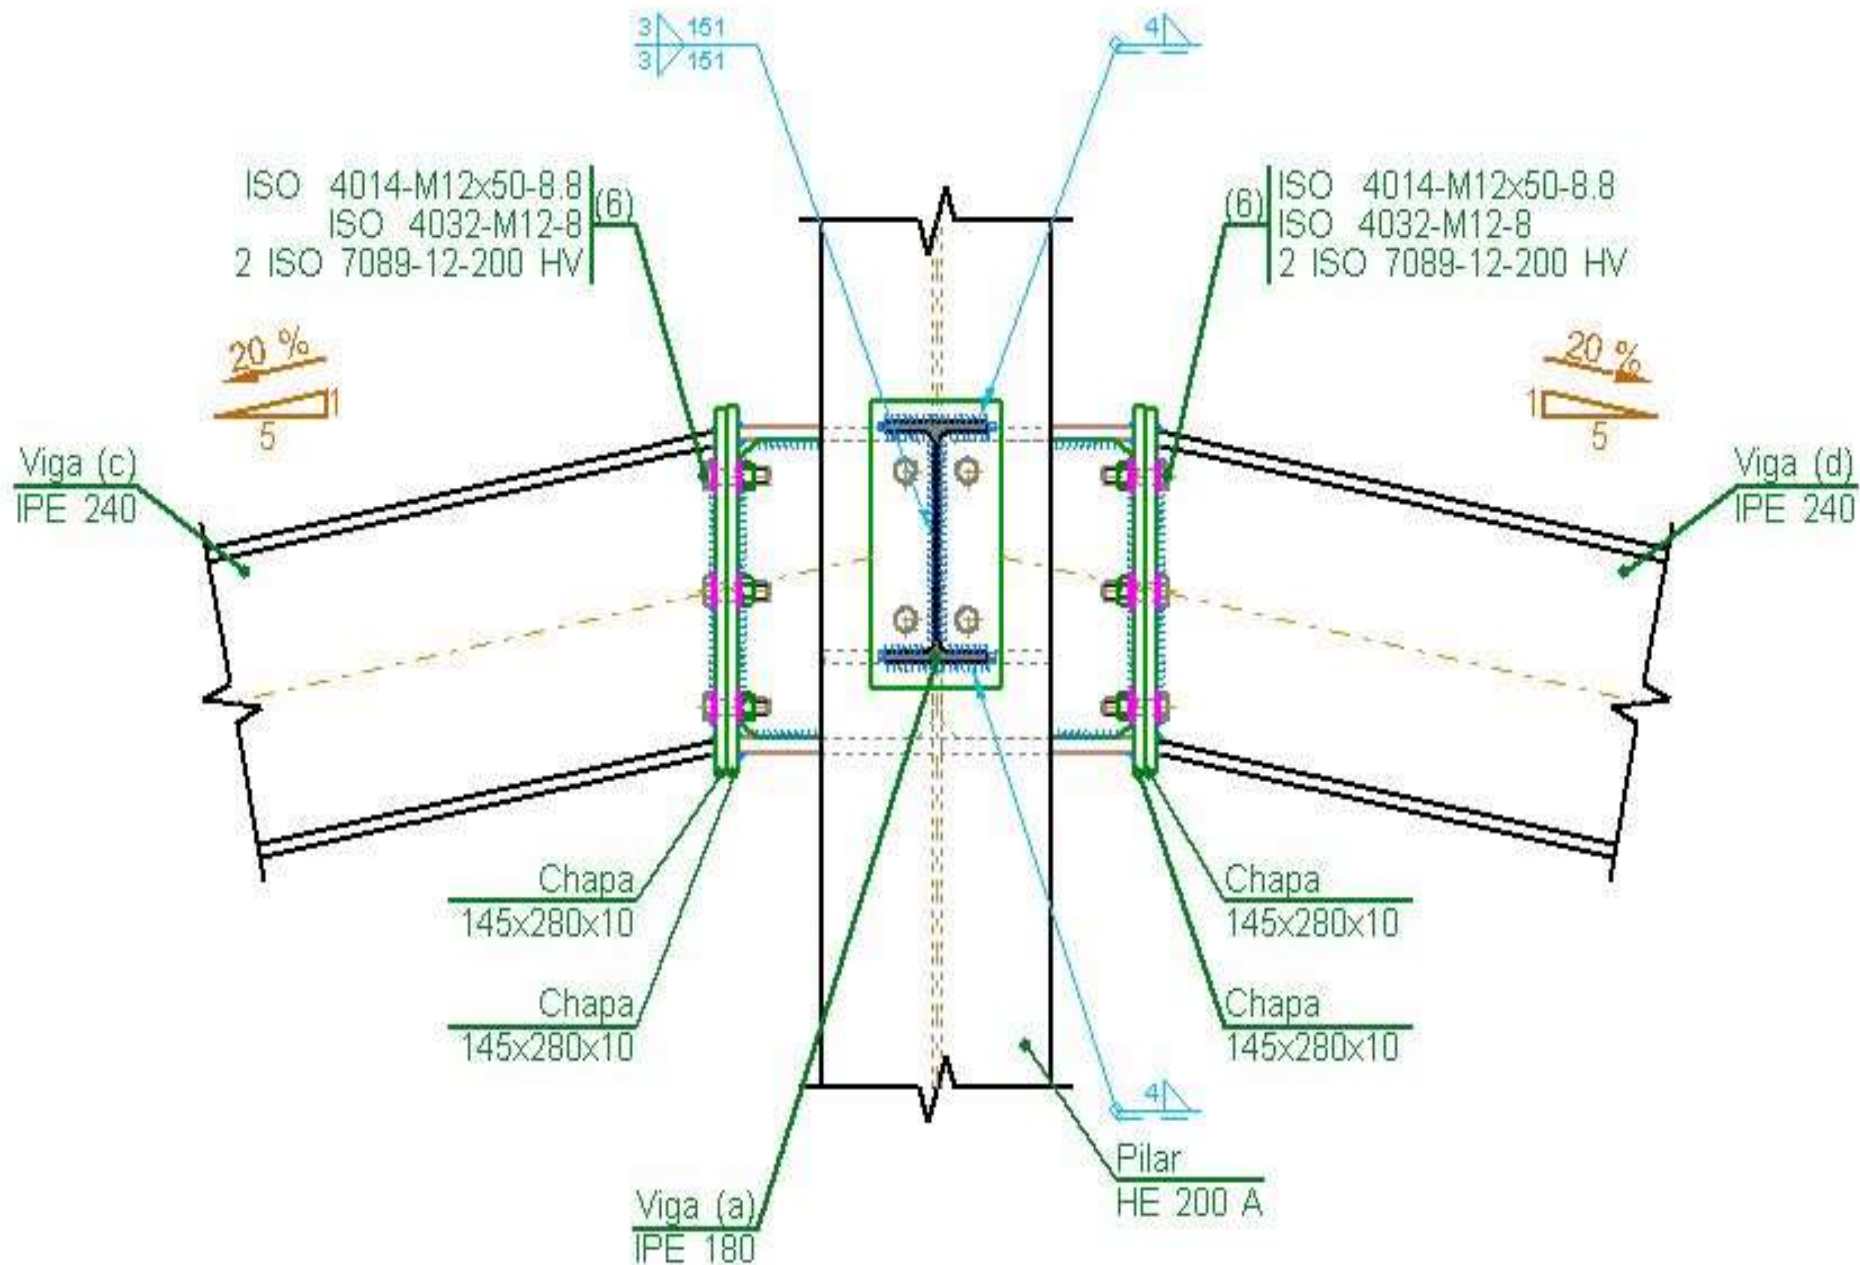 3 151
3 151
4
ISO 4014-M12x50-8.8
ISO 4032-M12-8
2 ISO 7089-12-200 HV
(6)
(6)
ISO 4014-M12x50-8.8
ISO 4032-M12-8
2 ISO 7089-12-200 HV
20 %
1
5
20 %
1
5
Viga (c)
IPE 240
Viga (d)
IPE 240
Chapa
145x280x10
Chapa
145x280x10
Chapa
145x280x10
Chapa
145x280x10
4
Pilar
HE 200 A
Viga (a)
IPE 180